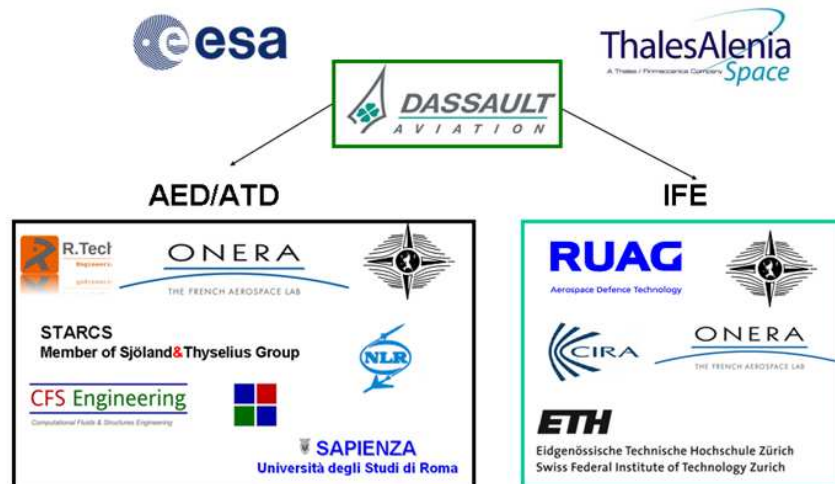 esa
ThalesAlenia
A Thales / Finmeccanica Company Space
DASSAULT
AVIATION
AED/ATD
IFE
R.Tech
Engineering
ONERA
THE FRENCH AEROSPACE LAB
STARCS
Member of Sjöland&Thyselius Group
NLR
CFS Engineering
Computational Fluids & Structures Engineering
SAPIENZA
Università degli Studi di Roma
RUAG
Aerospace Defence Technology
CIRA
ONERA
THE FRENCH AEROSPACE LAB
ETH
Eidgenössische Technische Hochschule Zürich
Swiss Federal Institute of Technology Zurich